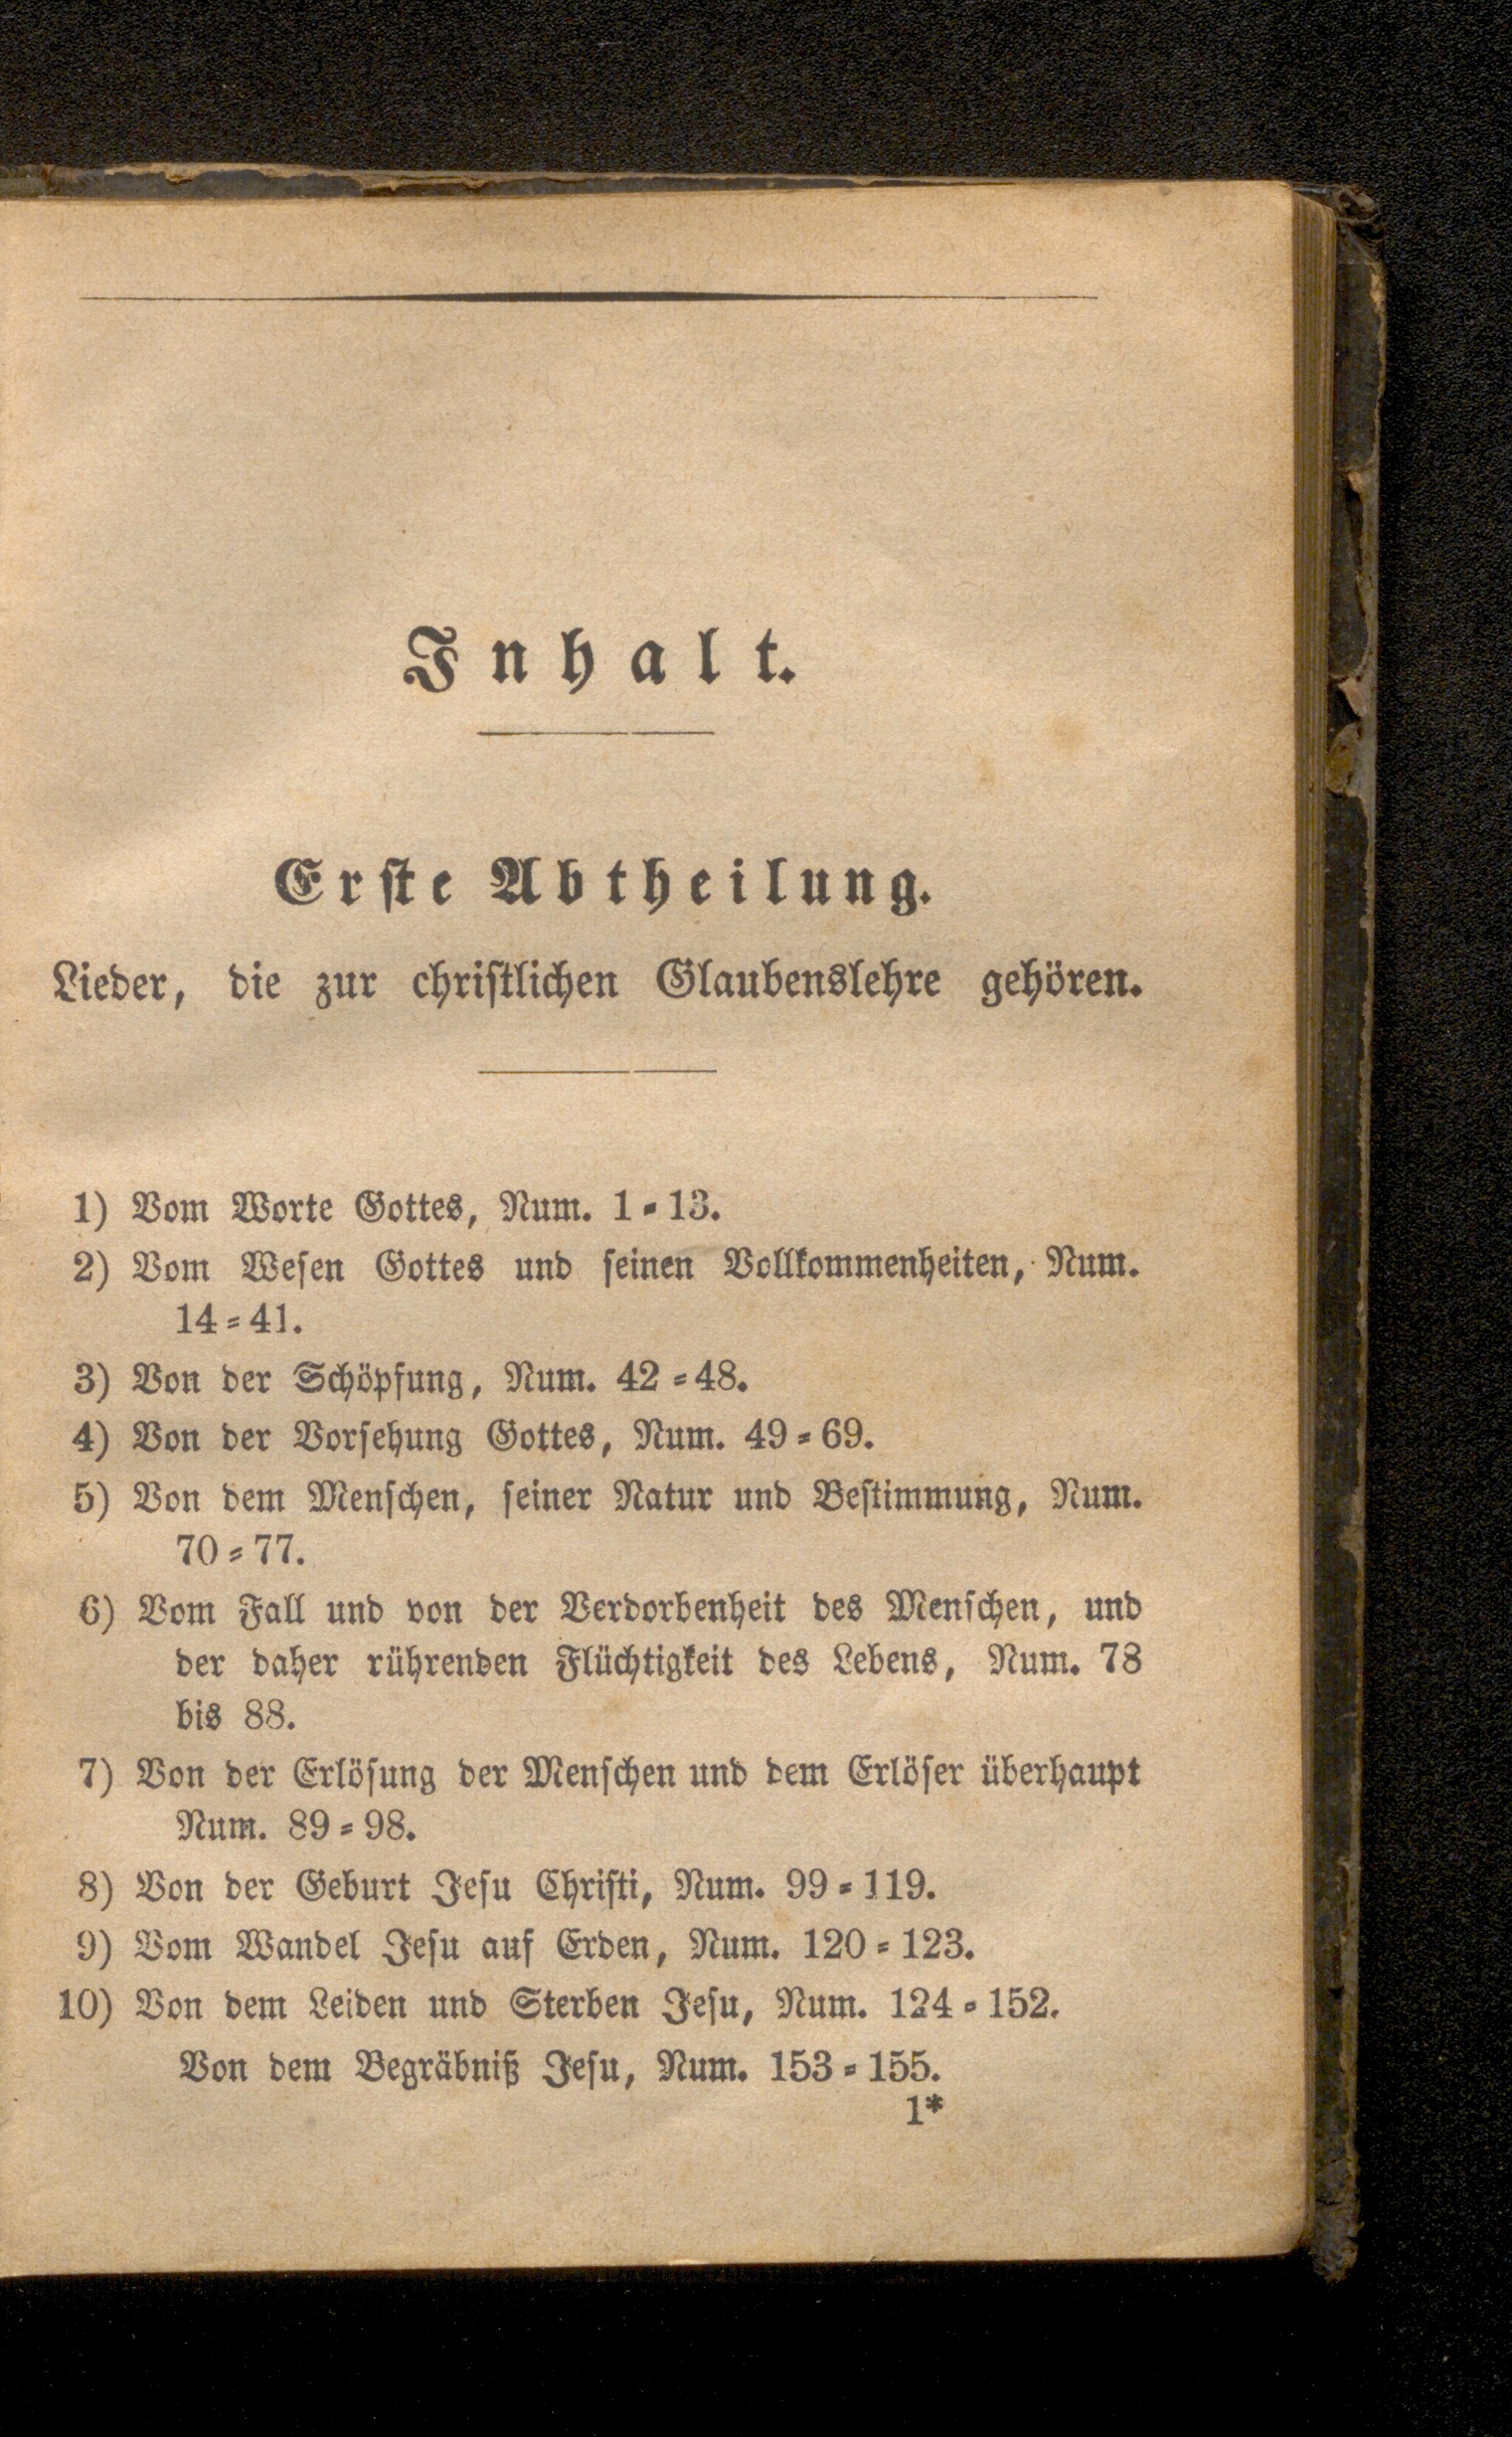 Inhalt.
Erste Abtheilung.
Lieder, die zur christlichen Glaubenslehre gehören.
1) Vom Worte Gottes, Num. 1-13.
2) Vom Wesen Gottes und seinen Vollkommenheiten, Num.
14-41.
3) Von der Schöpfung, Num. 42-48.
4) Von der Vorsehung Gottes, Num. 49-69.
5) Von dem Menschen, seiner Natur und Bestimmung, Num.
70-77.
6) Vom Fall und von der Verdorbenheit des Menschen, und
der daher rührenden Flüchtigkeit des Lebens, Num. 78
bis 88.
7) Von der Erlösung der Menschen und dem Erlöser überhaupt
Num. 89-98.
8) Von der Geburt Jesu Christi, Num. 99-119.
9) Vom Wandel Jesu auf Erden, Num. 120-123.
10) Von dem Leiden und Sterben Jesu, Num. 124-152.
Von dem Begräbniß Jesu, Num. 153-155.
1*